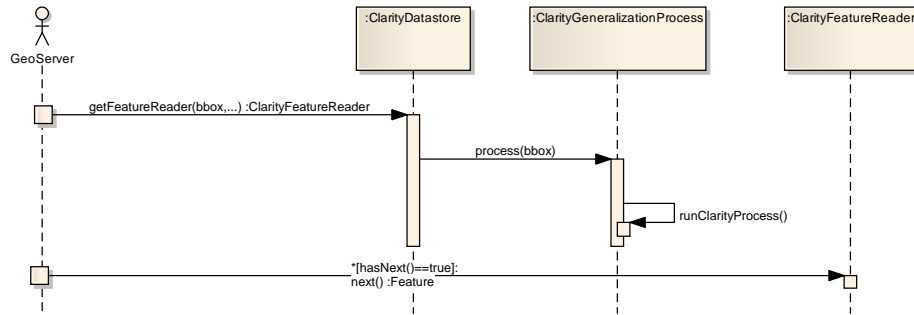 :ClarityDatastore
:ClarityGeneralizationProcess
:ClarityFeatureReader
GeoServer
getFeatureReader(bbox,...) :ClarityFeatureReader
process(bbox)
runClarityProcess()
*[hasNext()==true]:
next() :Feature